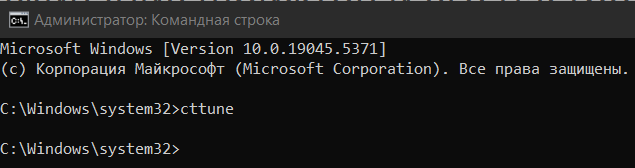 Администратор: Командная строка
Microsoft Windows [Version 10.0.19045.5371]
(c) Корпорация Майкрософт (Microsoft Corporation). Все права защищены.
C:\Windows\system32>cttune
C:\Windows\system32>